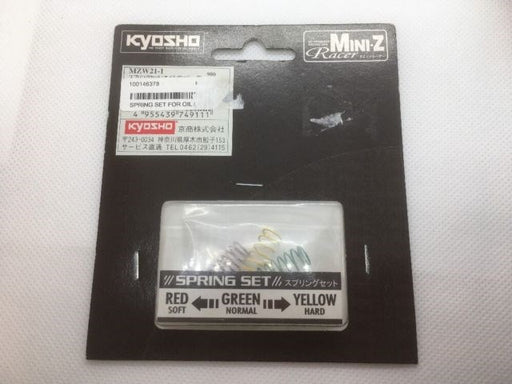 KYOSHO
MINI-Z
Racer
MZW21-1
900
100146378
SPRING SET FOR OIL
4 955439 749111
KYOSHO 京商株式会社
〒243-0034 神奈川県厚木市船子153
サービス直通 TEL0462(29)4115
SPRING SET スプリングセット
RED GREEN YELLOW
SOFT NORMAL HARD